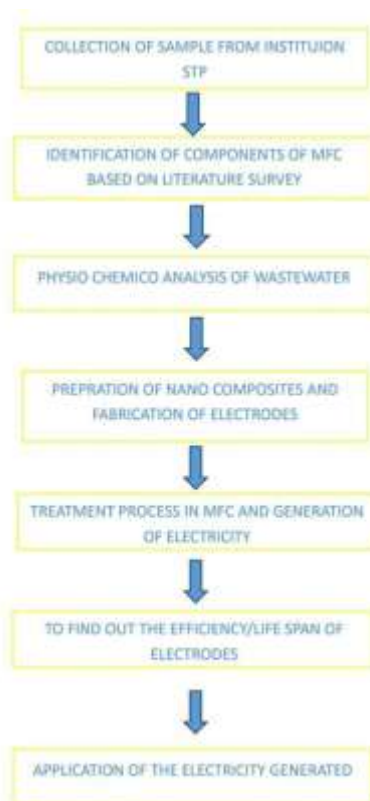 COLLECTION OF SAMPLE FROM INSTITUION
STP
IDENTIFICATION OF COMPONENTS OF MFC
BASED ON LITERATURE SURVEY
PHYSIO CHEMICO ANALYSIS OF WASTEWATER
PREPRATION OF NANO COMPOSITES AND
FABRICATION OF ELECTRODES
TREATMENT PROCESS IN MFC AND GENERATION
OF ELECTRICITY
TO FIND OUT THE EFFICIENCY/LIFE SPAN OF
ELECTRODES
APPLICATION OF THE ELECTRICITY GENERATED